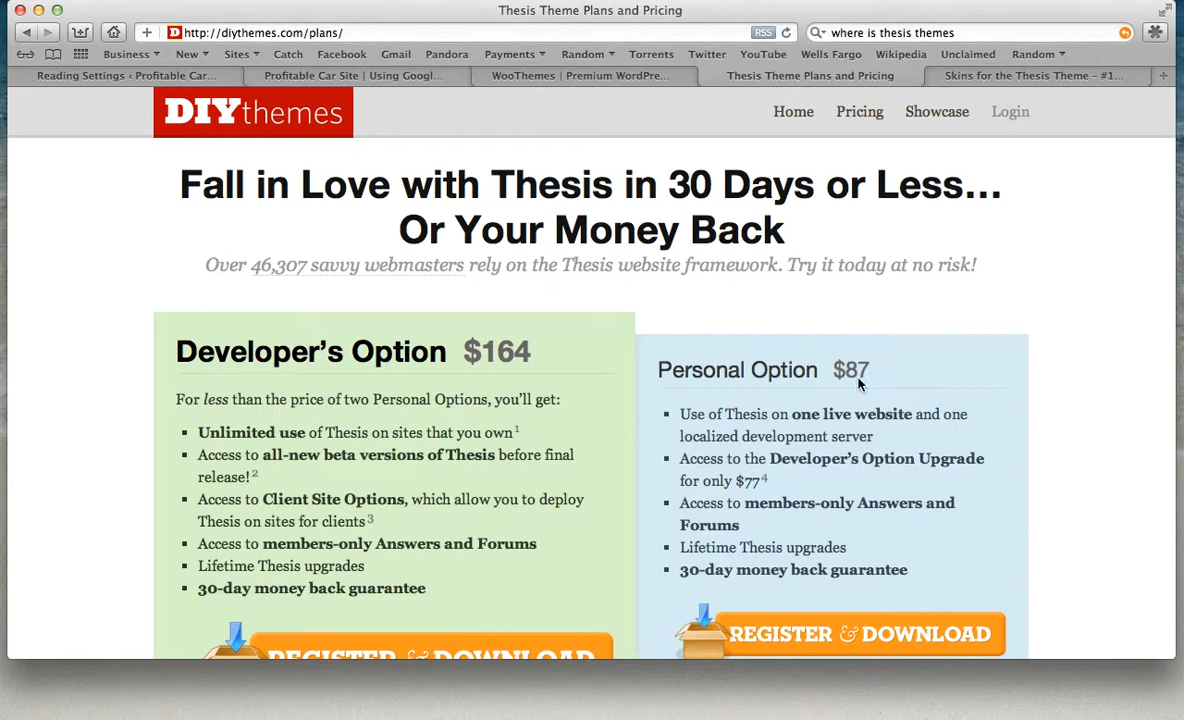 Thesis Theme Plans and Pricing
http://diythemes.com/plans/
RSS
where is thesis themes
Business
New
Sites
Catch
Facebook
Gmail
Pandora
Payments
Random
Torrents
Twitter
YouTube
Wells Fargo
Wikipedia
Unclaimed
Random
Reading Settings ‹ Profitable Car...
Profitable Car Site | Using Googl...
WooThemes | Premium WordPre...
Thesis Theme Plans and Pricing
Skins for the Thesis Theme – #1...
DIYthemes
Home
Pricing
Showcase
Login
Fall in Love with Thesis in 30 Days or Less...
Or Your Money Back
Over 46,307 savvy webmasters rely on the Thesis website framework. Try it today at no risk!
Developer's Option $164
For less than the price of two Personal Options, you'll get:
Unlimited use of Thesis on sites that you own1
Access to all-new beta versions of Thesis before final
release!2
Access to Client Site Options, which allow you to deploy
Thesis on sites for clients3
Access to members-only Answers and Forums
Lifetime Thesis upgrades
30-day money back guarantee
REGISTER & DOWNLOAD
Personal Option $87
Use of Thesis on one live website and one
localized development server
Access to the Developer's Option Upgrade
for only $774
Access to members-only Answers and
Forums
Lifetime Thesis upgrades
30-day money back guarantee
REGISTER & DOWNLOAD